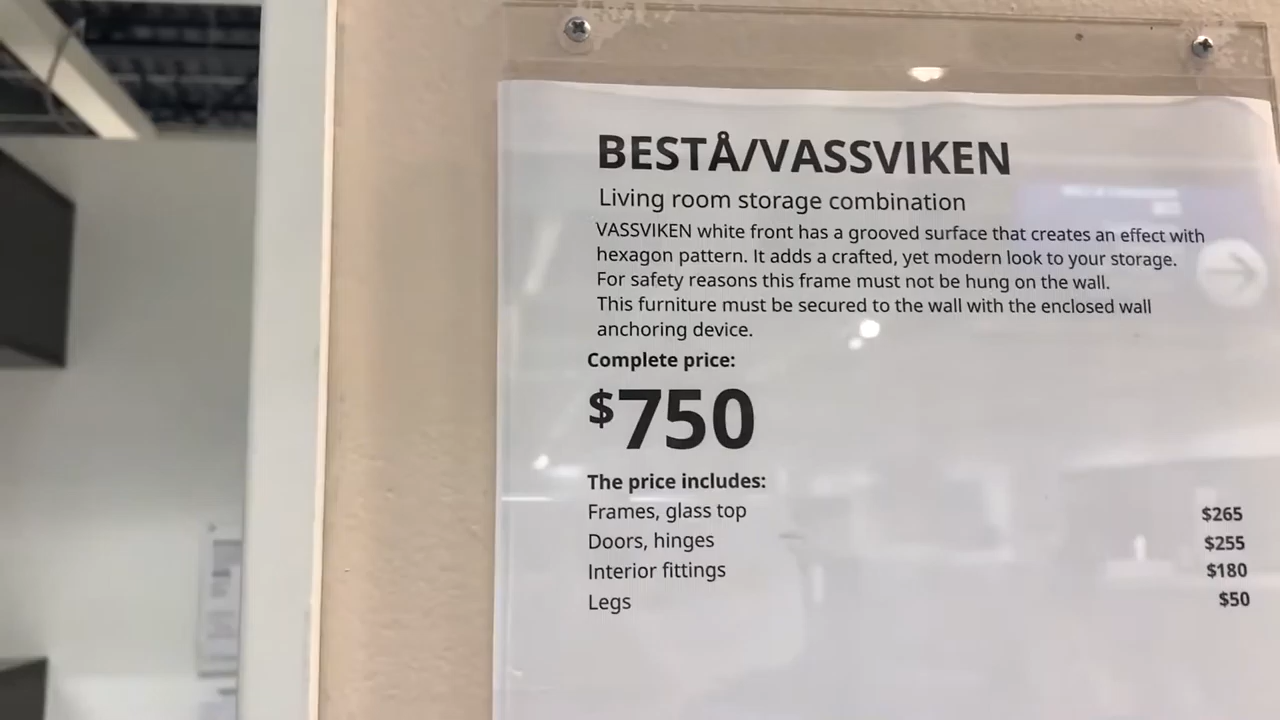 BESTÅ/VASSVIKEN
Living room storage combination
VASSVIKEN white front has a grooved surface that creates an effect with
hexagon pattern. It adds a crafted, yet modern look to your storage.
For safety reasons this frame must not be hung on the wall.
This furniture must be secured to the wall with the enclosed wall
anchoring device.
Complete price:
$750
The price includes:
Frames, glass top $265
Doors, hinges $255
Interior fittings $180
Legs $50